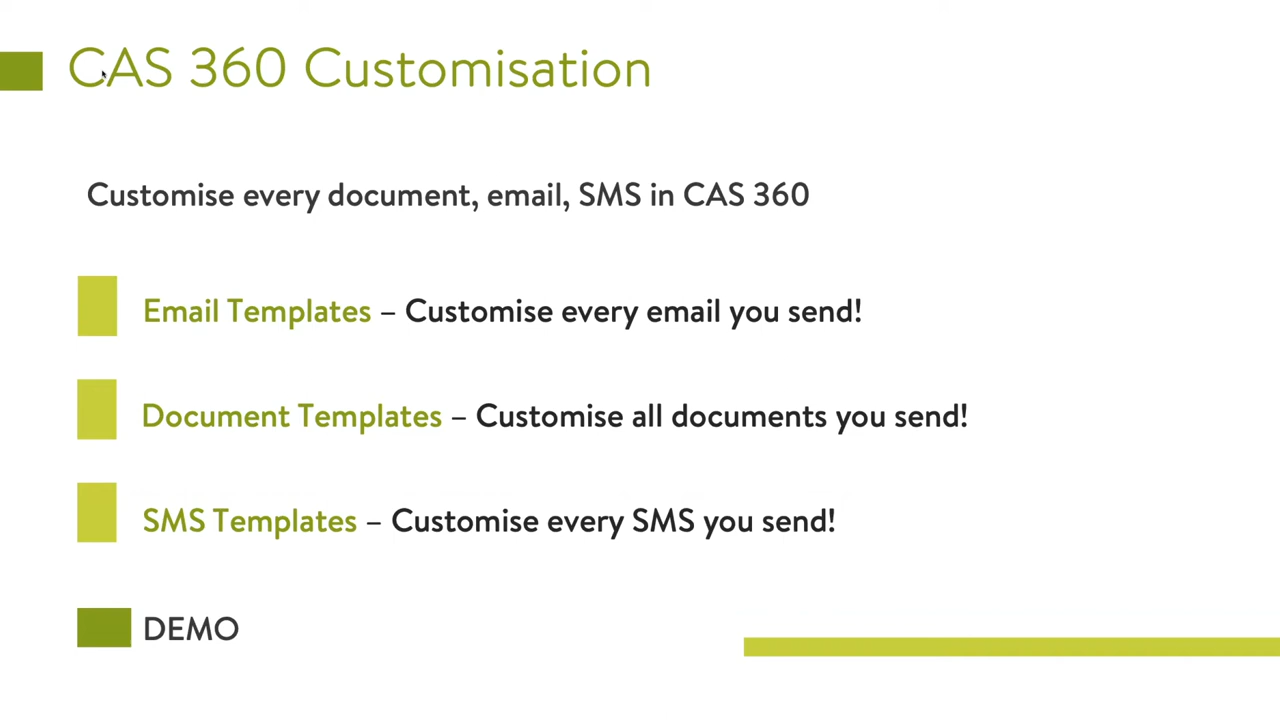 CAS 360 Customisation
Customise every document, email, SMS in CAS 360
Email Templates – Customise every email you send!
Document Templates – Customise all documents you send!
SMS Templates – Customise every SMS you send!
DEMO